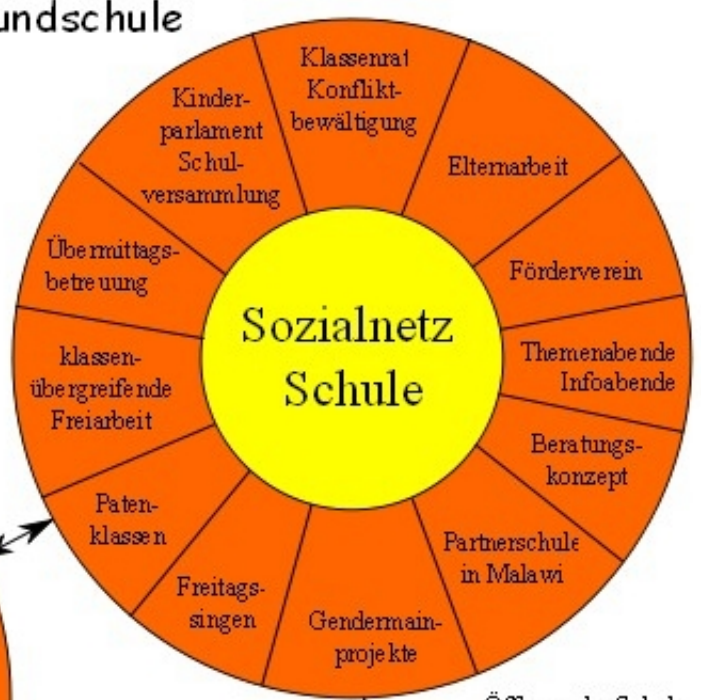 undschule
Klassenrat
Konflikt-
bewältigung
Elternarbeit
Förderverein
Themenabende
Infoabende
Beratungs-
konzept
Partnerschule
in Malawi
Gendermain-
projekte
Freitags-
singen
Paten-
klassen
klassen-
übergreifende
Freiarbeit
Übermittags-
betreuung
Kinder-
parlament
Schul-
versammlung
Sozialnetz
Schule